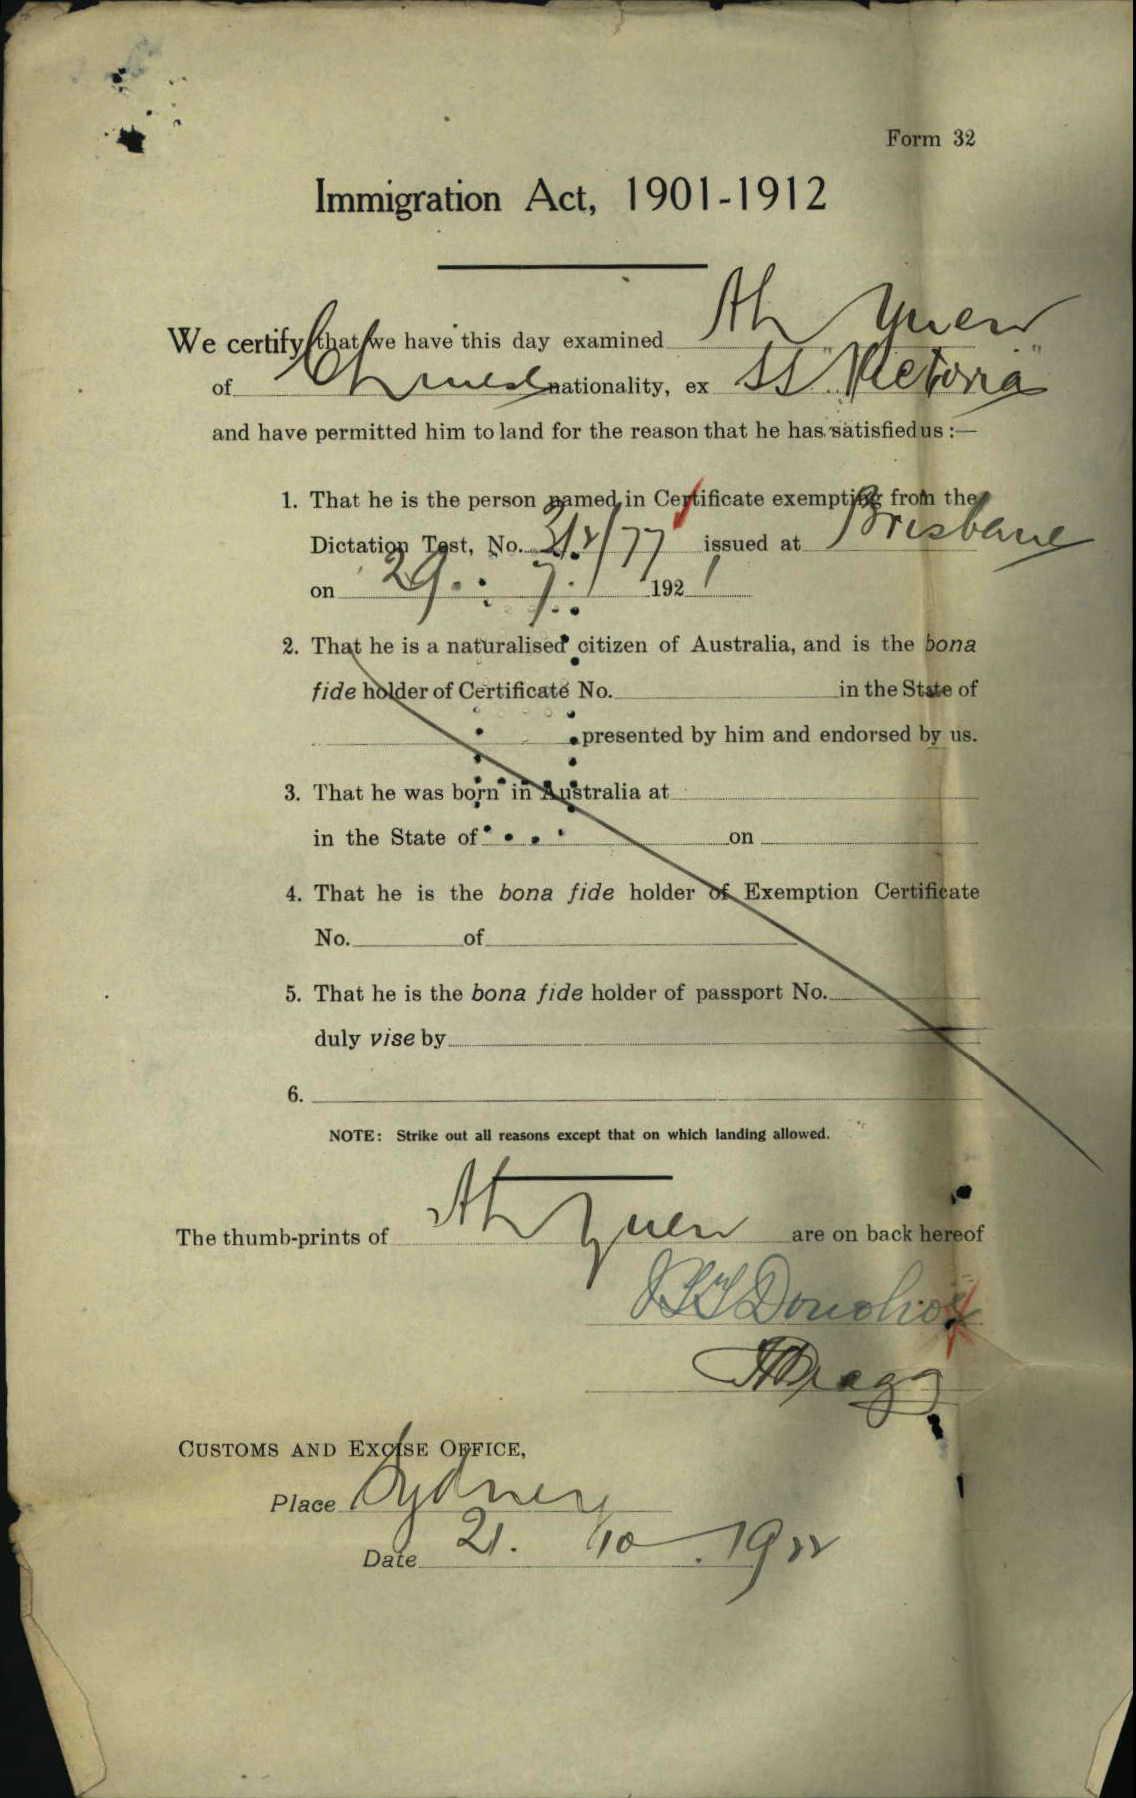 Form 32
Immigration Act, 1901-1912
We certify that we have this day examined Ah Yuen
of Chinese nationality, ex SS "Victoria"
and have permitted him to land for the reason that he has satisfied us :—
1. That he is the person named in Certificate exempting from the
Dictation Test, No. 312/77 issued at Brisbane
on 29 . 7 . 1921
2. That he is a naturalised citizen of Australia, and is the bona
fide holder of Certificate No. in the State of
presented by him and endorsed by us.
3. That he was born in Australia at
in the State of on
4. That he is the bona fide holder of Exemption Certificate
No. of
5. That he is the bona fide holder of passport No.
duly vise by
6.
NOTE: Strike out all reasons except that on which landing allowed.
The thumb-prints of Ah Yuen are on back hereof
Donohoe
Bragg
CUSTOMS AND EXCISE OFFICE,
Place Sydney
Date 21. 10 . 1922